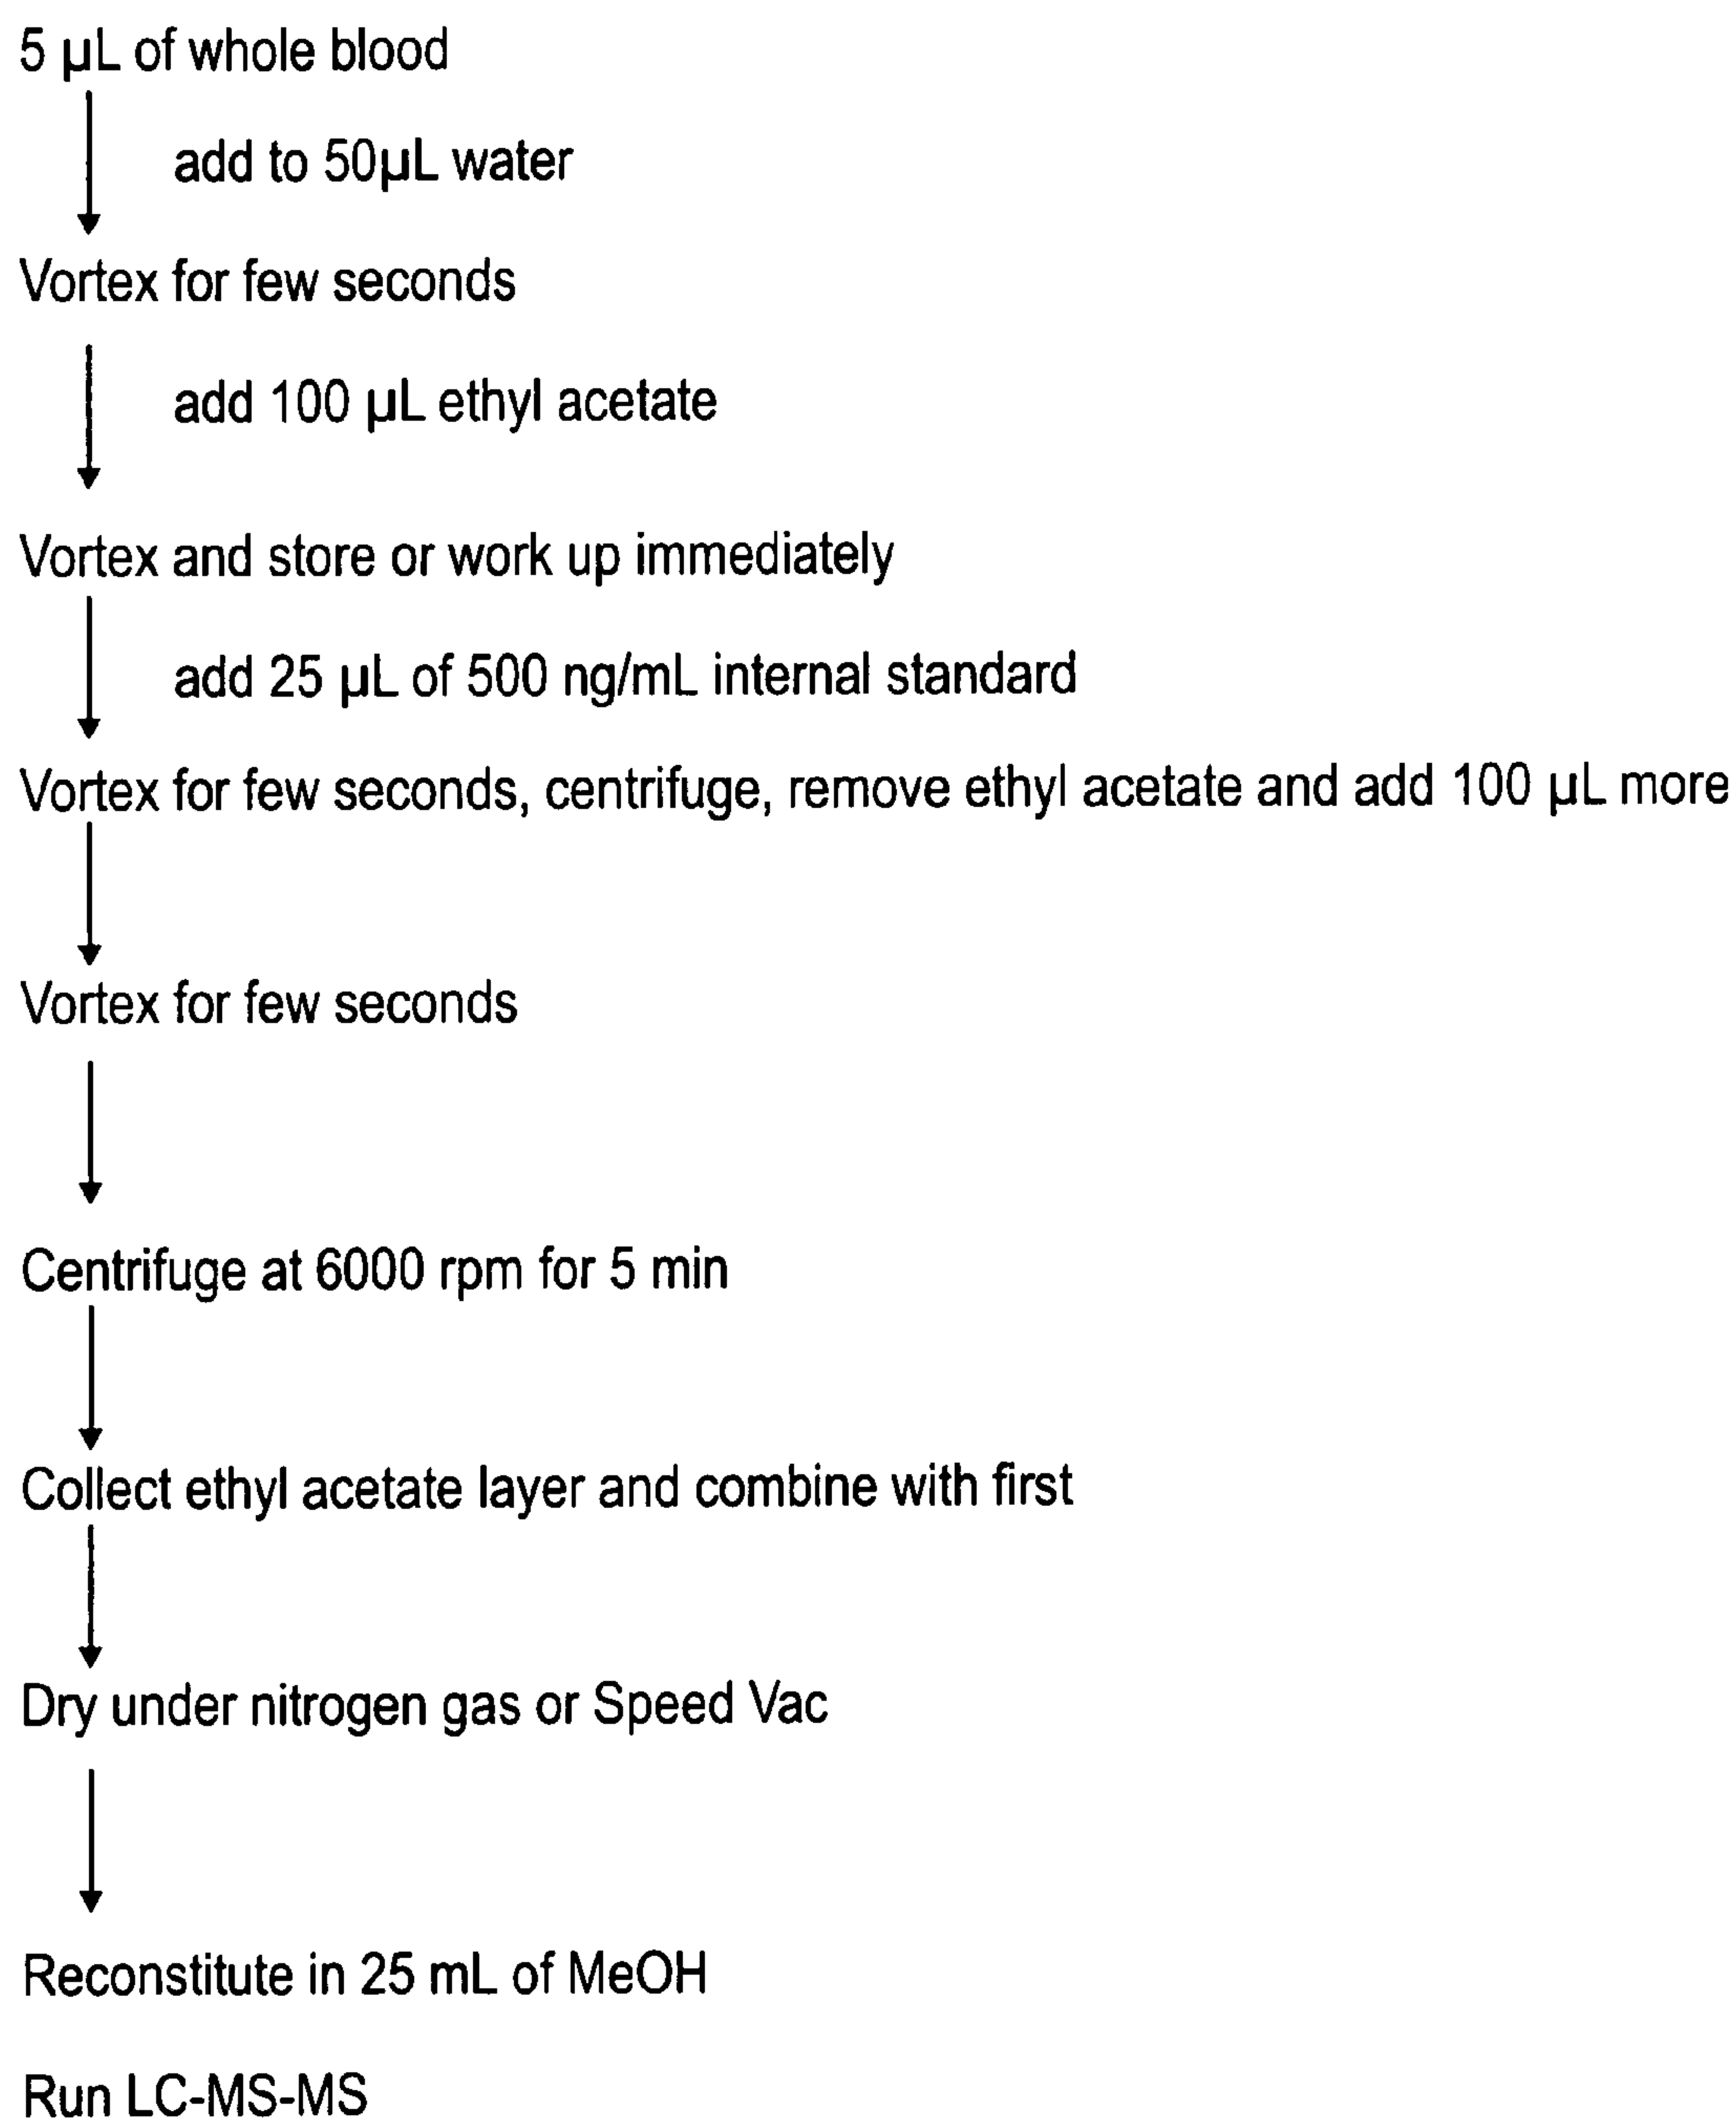 5 µL of whole blood
add to 50µL water
Vortex for few seconds
add 100 µL ethyl acetate
Vortex and store or work up immediately
add 25 µL of 500 ng/mL internal standard
Vortex for few seconds, centrifuge, remove ethyl acetate and add 100 µL more
Vortex for few seconds
Centrifuge at 6000 rpm for 5 min
Collect ethyl acetate layer and combine with first
Dry under nitrogen gas or Speed Vac
Reconstitute in 25 mL of MeOH
Run LC-MS-MS